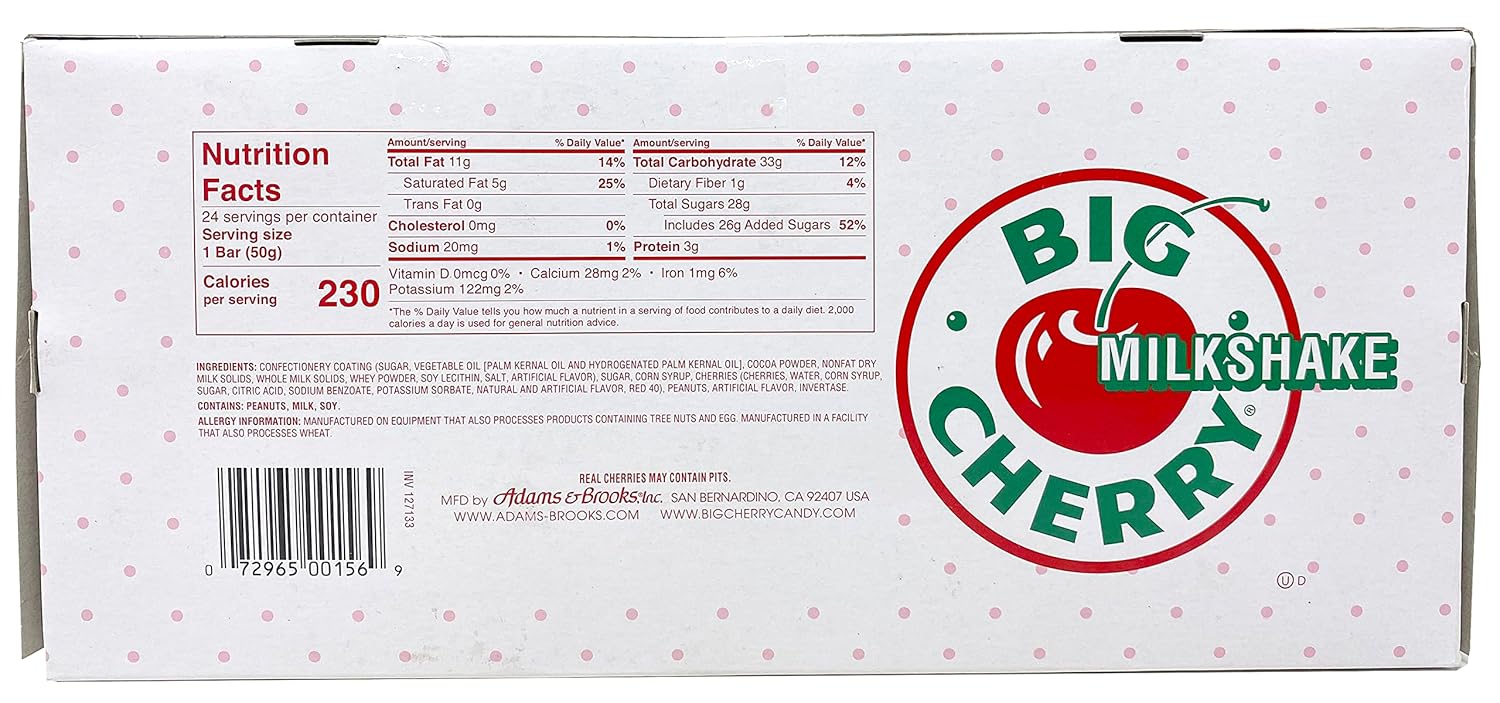 Nutrition
Facts
24 servings per container
Serving size
1 Bar (50g)
Calories
per serving
230
Amount/serving % Daily Value*
Total Fat 11g 14%
Saturated Fat 5g 25%
Trans Fat 0g
Cholesterol 0mg 0%
Sodium 20mg 1%
Amount/serving % Daily Value*
Total Carbohydrate 33g 12%
Dietary Fiber 1g 4%
Total Sugars 28g
Includes 26g Added Sugars 52%
Protein 3g
Vitamin D 0mcg 0% • Calcium 28mg 2% • Iron 1mg 6%
Potassium 122mg 2%
*The % Daily Value tells you how much a nutrient in a serving of food contributes to a daily diet. 2,000
calories a day is used for general nutrition advice.
INGREDIENTS: CONFECTIONERY COATING (SUGAR, VEGETABLE OIL [PALM KERNAL OIL AND HYDROGENATED PALM KERNAL OIL], COCOA POWDER, NONFAT DRY
MILK SOLIDS, WHOLE MILK SOLIDS, WHEY POWDER, SOY LECITHIN, SALT, ARTIFICIAL FLAVOR), SUGAR, CORN SYRUP, CHERRIES (CHERRIES, WATER, CORN SYRUP,
SUGAR, CITRIC ACID, SODIUM BENZOATE, POTASSIUM SORBATE, NATURAL AND ARTIFICIAL FLAVOR, RED 40), PEANUTS, ARTIFICIAL FLAVOR, INVERTASE.
CONTAINS: PEANUTS, MILK, SOY.
ALLERGY INFORMATION: MANUFACTURED ON EQUIPMENT THAT ALSO PROCESSES PRODUCTS CONTAINING TREE NUTS AND EGG. MANUFACTURED IN A FACILITY
THAT ALSO PROCESSES WHEAT.
INV 127133
0 72965 00156 9
REAL CHERRIES MAY CONTAIN PITS.
MFD by Adams & Brooks,® Inc. SAN BERNARDINO, CA 92407 USA
WWW.ADAMS-BROOKS.COM WWW.BIGCHERRYCANDY.COM
BIG
MILKSHAKE
CHERRY®
U D